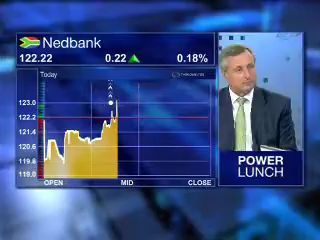 Nedbank
122.22 0.22 0.18%
Today
123.0
122.2
121.4
120.6
119.8
119.0
OPEN MID CLOSE
POWER
LUNCH